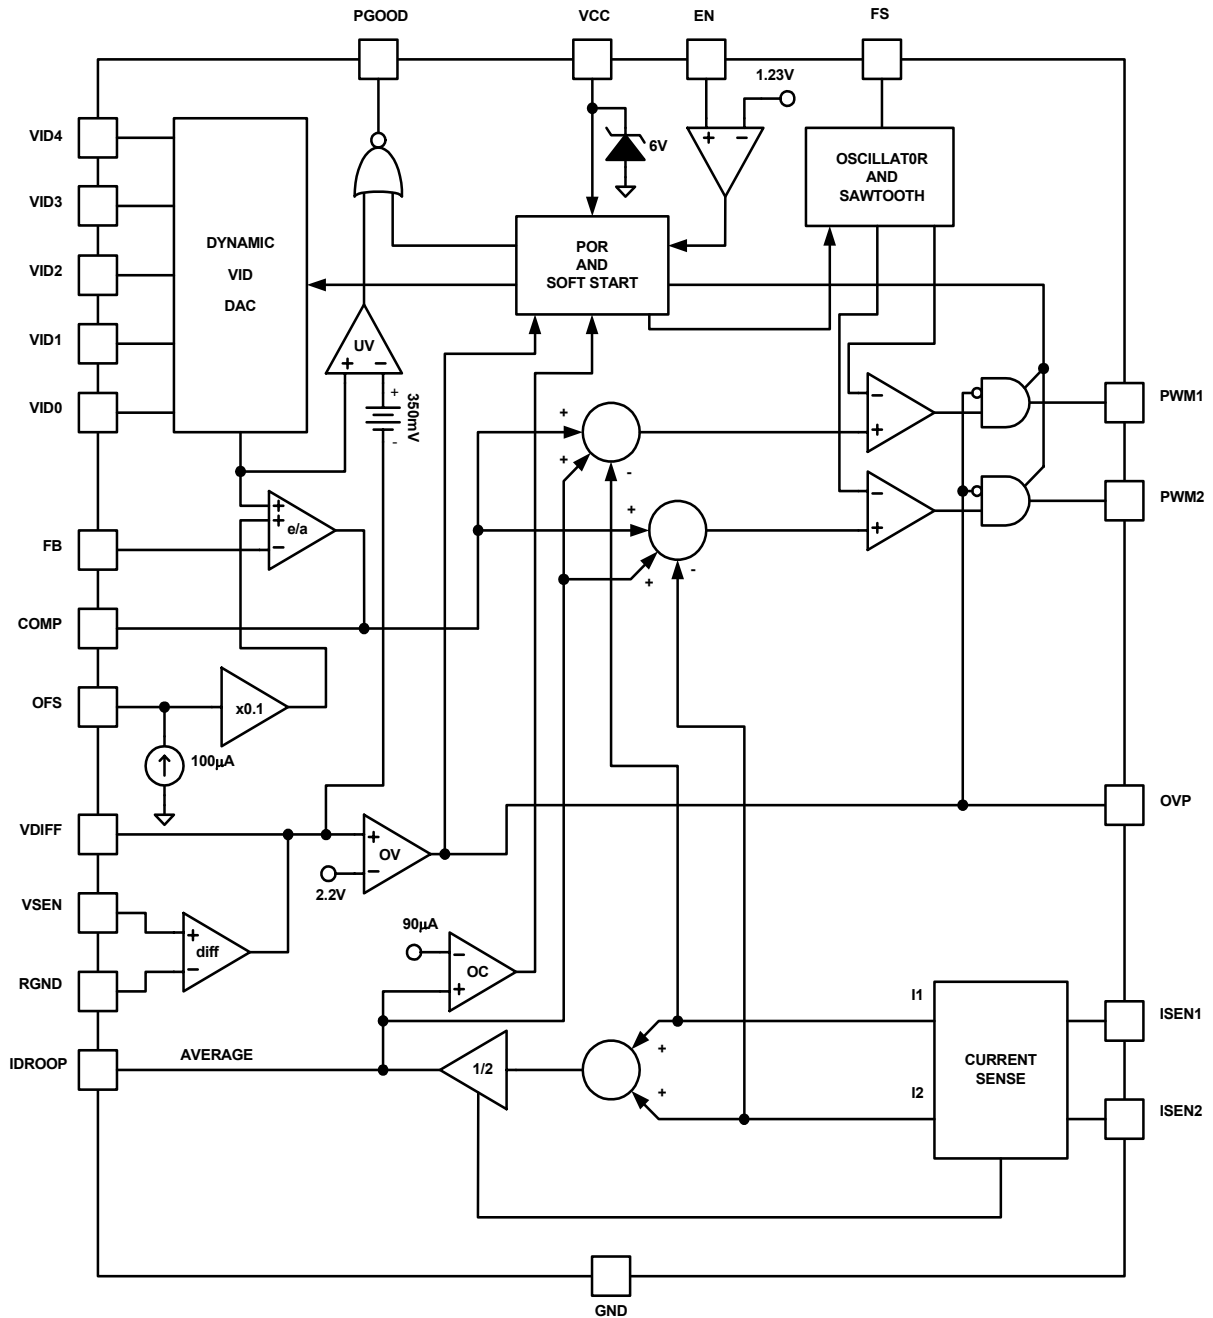 PGOOD
VCC
EN
FS
1.23V
VID4
+ −
6V
OSCILLAT0R
AND
SAWTOOTH
VID3
DYNAMIC
VID
DAC
POR
AND
SOFT START
VID2
VID1
UV
+ −
+
350mV
-
VID0
+
+
-
−
+
PWM1
+
+
-
−
+
PWM2
+
+
−
e/a
FB
COMP
OFS
x0.1
100µA
VDIFF
+
−
OV
2.2V
OVP
VSEN
+
−
diff
RGND
90µA
−
+
OC
I1
ISEN1
IDROOP
AVERAGE
1/2
+
+
CURRENT
SENSE
I2
ISEN2
GND